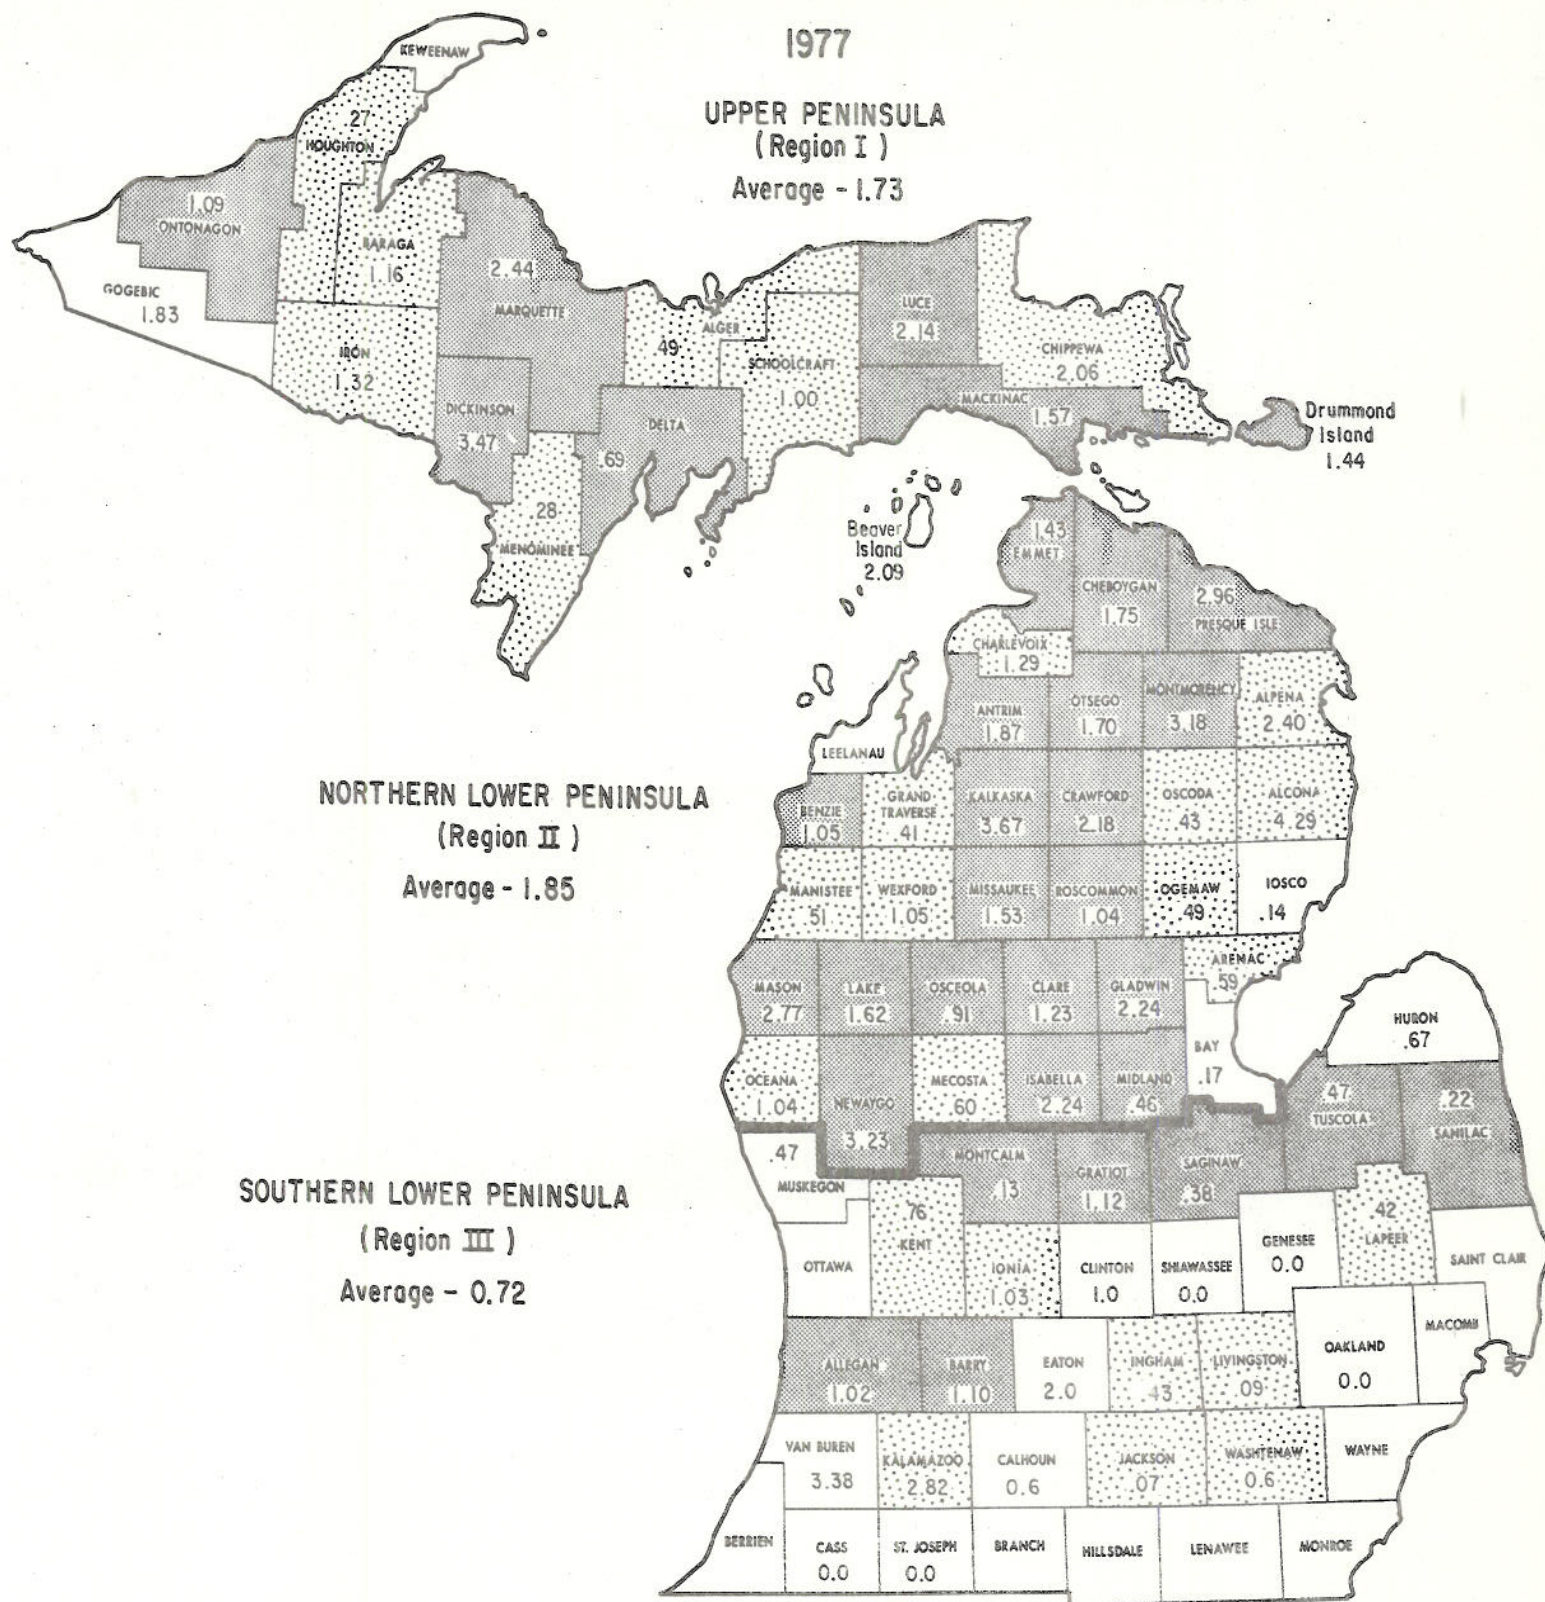 1977
UPPER PENINSULA
(Region I)
Average - 1.73
KEWEENAW
.27
HOUGHTON
1.09
ONTONAGON
BARAGA
1.16
GOGEBIC
1.83
IRON
1.32
2.44
MARQUETTE
DICKINSON
3.47
.28
MENOMINEE
DELTA
.69
ALGER
.49
SCHOOLCRAFT
1.00
LUCE
2.14
CHIPPEWA
2.06
MACKINAC
1.57
Drummond
Island
1.44
Beaver
Island
2.09
1.43
EMMET
CHEBOYGAN
1.75
2.96
PRESQUE ISLE
CHARLEVOIX
1.29
ANTRIM
1.87
OTSEGO
1.70
MONTMORENCY
3.18
ALPENA
2.40
LEELANAU
NORTHERN LOWER PENINSULA
(Region II)
Average - 1.85
BENZIE
1.05
GRAND
TRAVERSE
.41
KALKASKA
3.67
CRAWFORD
2.18
OSCODA
.43
ALCONA
4.29
MANISTEE
.51
WEXFORD
1.05
MISSAUKEE
1.53
ROSCOMMON
1.04
OGEMAW
.49
IOSCO
.14
MASON
2.77
LAKE
1.62
OSCEOLA
.91
CLARE
1.23
GLADWIN
2.24
ARENAC
.59
HURON
.67
OCEANA
1.04
NEWAYGO
3.23
MECOSTA
.60
ISABELLA
2.24
MIDLAND
.46
BAY
.17
.47
TUSCOLA
.22
SANILAC
SOUTHERN LOWER PENINSULA
(Region III)
Average - 0.72
.47
MUSKEGON
MONTCALM
.13
GRATIOT
1.12
SAGINAW
.38
OTTAWA
.76
KENT
IONIA
1.03
CLINTON
1.0
SHIAWASSEE
0.0
GENESEE
0.0
.42
LAPEER
SAINT CLAIR
ALLEGAN
1.02
BARRY
1.10
EATON
2.0
INGHAM
.43
LIVINGSTON
.09
OAKLAND
0.0
MACOMB
VAN BUREN
3.38
KALAMAZOO
2.82
CALHOUN
0.6
JACKSON
.07
WASHTENAW
0.6
WAYNE
BERRIEN
CASS
0.0
ST. JOSEPH
0.0
BRANCH
HILLSDALE
LENAWEE
MONROE